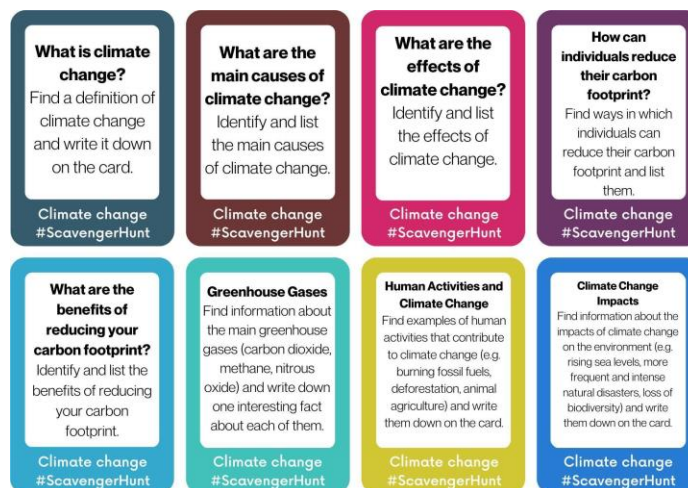 What is climate
change?
Find a definition of
climate change
and write it down
on the card.
Climate change
#ScavengerHunt
What are the
main causes of
climate change?
Identify and list
the main causes
of climate change.
Climate change
#ScavengerHunt
What are the
effects of
climate change?
Identify and list
the effects of
climate change.
Climate change
#ScavengerHunt
How can
individuals reduce
their carbon
footprint?
Find ways in which
individuals can
reduce their carbon
footprint and list
them.
Climate change
#ScavengerHunt
What are the
benefits of
reducing your
carbon footprint?
Identify and list the
benefits of reducing
your carbon
footprint.
Climate change
#ScavengerHunt
Greenhouse Gases
Find information about
the main greenhouse
gases (carbon dioxide,
methane, nitrous
oxide) and write down
one interesting fact
about each of them.
Climate change
#ScavengerHunt
Human Activities and
Climate Change
Find examples of human
activities that contribute
to climate change (e.g.
burning fossil fuels,
deforestation, animal
agriculture) and write
them down on the card.
Climate change
#ScavengerHunt
Climate Change
Impacts
Find information about the
impacts of climate change
on the environment (e.g.
rising sea levels, more
frequent and intense
natural disasters, loss of
biodiversity) and write
them down on the card.
Climate change
#ScavengerHunt